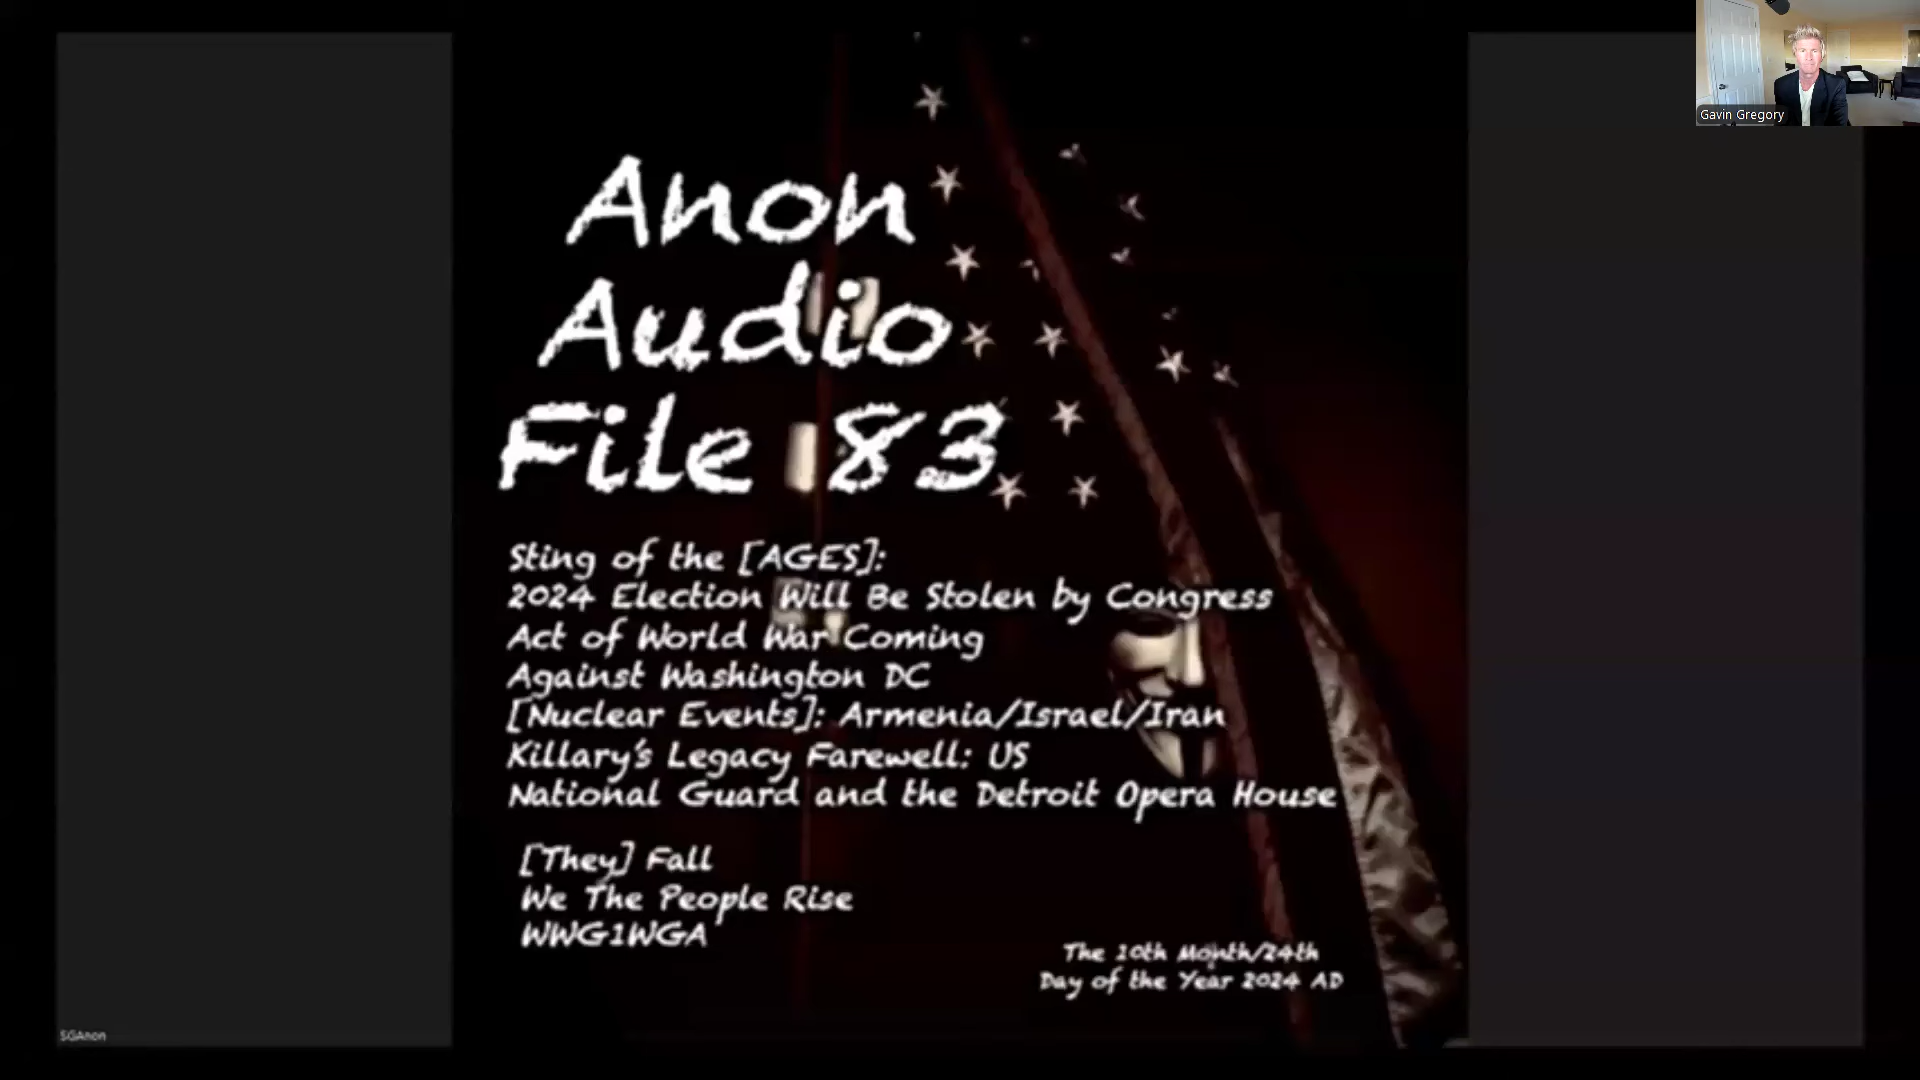 Gavin Gregory
Anon
Audio
File 83
Sting of the [AGES]:
2024 Election Will Be Stolen by Congress
Act of World War Coming
Against Washington DC
[Nuclear Events]: Armenia/Israel/Iran
Killary's Legacy Farewell: US
National Guard and the Detroit Opera House
[They] Fall
We The People Rise
WWG1WGA
The 10th Month/24th
Day of the Year 2024 AD
SGAnon